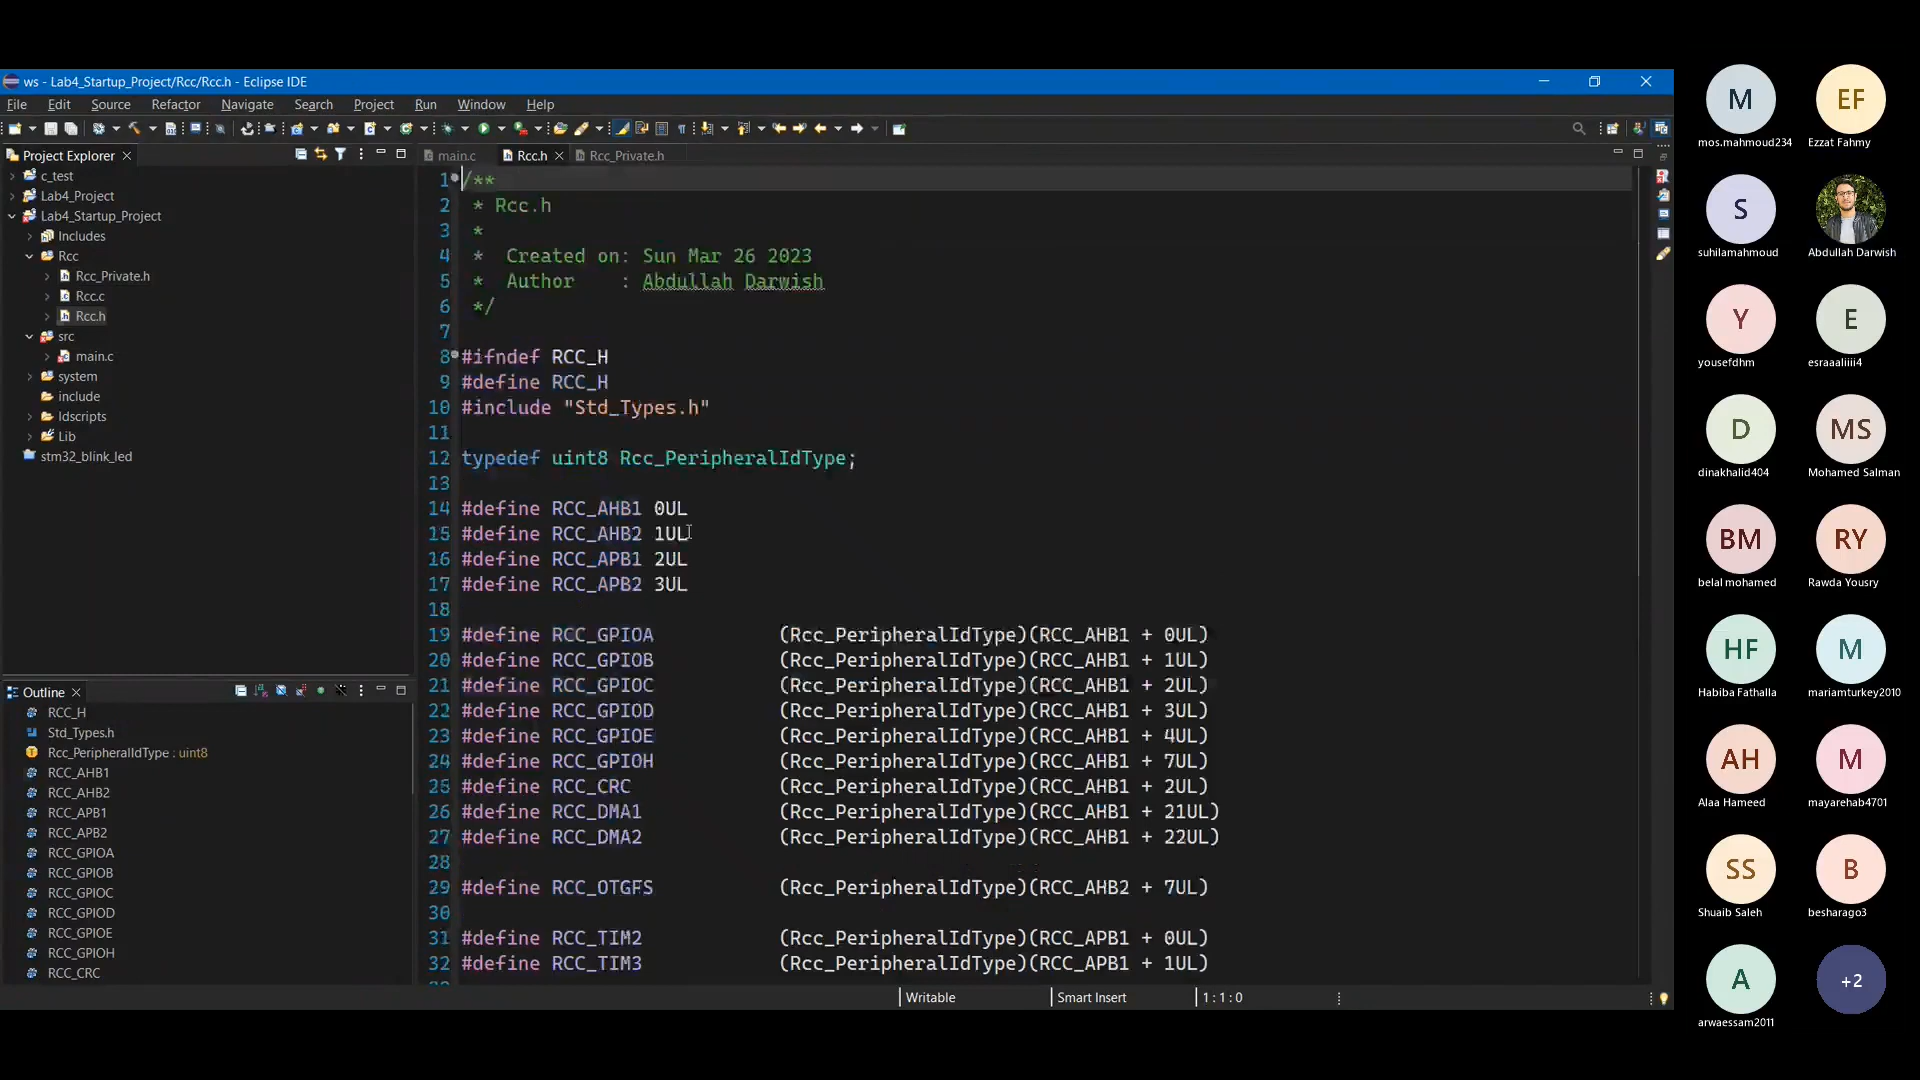 ws - Lab4_Startup_Project/Rcc/Rcc.h - Eclipse IDE
File Edit Source Refactor Navigate Search Project Run Window Help
Project Explorer
c_test
Lab4_Project
Lab4_Startup_Project
Includes
Rcc
Rcc_Private.h
Rcc.c
Rcc.h
src
main.c
system
include
ldscripts
Lib
stm32_blink_led
Outline
RCC_H
Std_Types.h
Rcc_PeripheralIdType : uint8
RCC_AHB1
RCC_AHB2
RCC_APB1
RCC_APB2
RCC_GPIOA
RCC_GPIOB
RCC_GPIOC
RCC_GPIOD
RCC_GPIOE
RCC_GPIOH
RCC_CRC
main.c Rcc.h Rcc_Private.h
1 /**
2 * Rcc.h
3 *
4 * Created on: Sun Mar 26 2023
5 * Author : Abdullah Darwish
6 */
7
8 #ifndef RCC_H
9 #define RCC_H
10 #include "Std_Types.h"
11
12 typedef uint8 Rcc_PeripheralIdType;
13
14 #define RCC_AHB1 0UL
15 #define RCC_AHB2 1UL
16 #define RCC_APB1 2UL
17 #define RCC_APB2 3UL
18
19 #define RCC_GPIOA (Rcc_PeripheralIdType)(RCC_AHB1 + 0UL)
20 #define RCC_GPIOB (Rcc_PeripheralIdType)(RCC_AHB1 + 1UL)
21 #define RCC_GPIOC (Rcc_PeripheralIdType)(RCC_AHB1 + 2UL)
22 #define RCC_GPIOD (Rcc_PeripheralIdType)(RCC_AHB1 + 3UL)
23 #define RCC_GPIOE (Rcc_PeripheralIdType)(RCC_AHB1 + 4UL)
24 #define RCC_GPIOH (Rcc_PeripheralIdType)(RCC_AHB1 + 7UL)
25 #define RCC_CRC (Rcc_PeripheralIdType)(RCC_AHB1 + 2UL)
26 #define RCC_DMA1 (Rcc_PeripheralIdType)(RCC_AHB1 + 21UL)
27 #define RCC_DMA2 (Rcc_PeripheralIdType)(RCC_AHB1 + 22UL)
28
29 #define RCC_OTGFS (Rcc_PeripheralIdType)(RCC_AHB2 + 7UL)
30
31 #define RCC_TIM2 (Rcc_PeripheralIdType)(RCC_APB1 + 0UL)
32 #define RCC_TIM3 (Rcc_PeripheralIdType)(RCC_APB1 + 1UL)
Writable Smart Insert 1 : 1 : 0
M EF
mos.mahmoud234 Ezzat Fahmy
S
suhilamahmoud Abdullah Darwish
Y E
yousefdhm esraaliiii4
D MS
dinakhalid404 Mohamed Salman
BM RY
belal mohamed Rawda Yousry
HF M
Habiba Fathalla mariamturkey2010
AH M
Alaa Hameed mayarehab4701
SS B
Shuaib Saleh besharago3
A +2
arwaessam2011